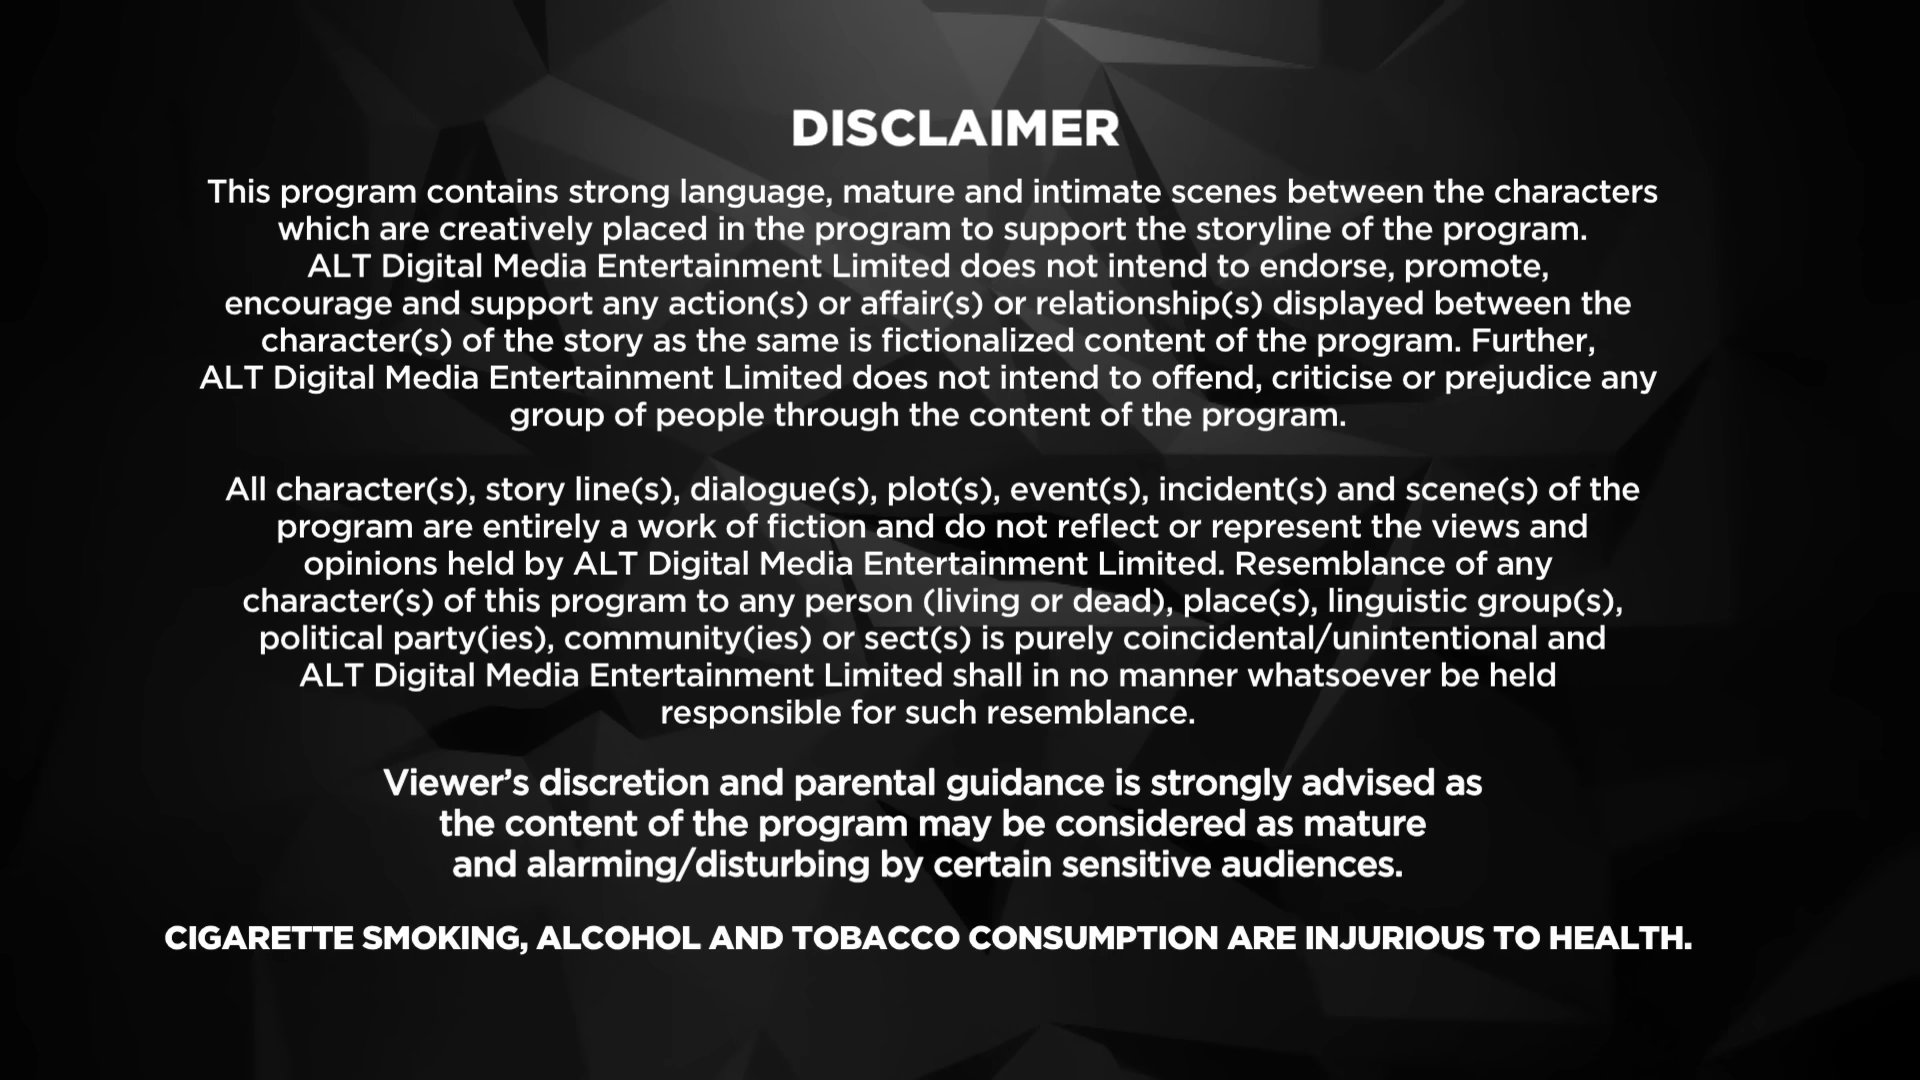 DISCLAIMER
This program contains strong language, mature and intimate scenes between the characters
which are creatively placed in the program to support the storyline of the program.
ALT Digital Media Entertainment Limited does not intend to endorse, promote,
encourage and support any action(s) or affair(s) or relationship(s) displayed between the
character(s) of the story as the same is fictionalized content of the program. Further,
ALT Digital Media Entertainment Limited does not intend to offend, criticise or prejudice any
group of people through the content of the program.
All character(s), story line(s), dialogue(s), plot(s), event(s), incident(s) and scene(s) of the
program are entirely a work of fiction and do not reflect or represent the views and
opinions held by ALT Digital Media Entertainment Limited. Resemblance of any
character(s) of this program to any person (living or dead), place(s), linguistic group(s),
political party(ies), community(ies) or sect(s) is purely coincidental/unintentional and
ALT Digital Media Entertainment Limited shall in no manner whatsoever be held
responsible for such resemblance.
Viewer’s discretion and parental guidance is strongly advised as
the content of the program may be considered as mature
and alarming/disturbing by certain sensitive audiences.
CIGARETTE SMOKING, ALCOHOL AND TOBACCO CONSUMPTION ARE INJURIOUS TO HEALTH.